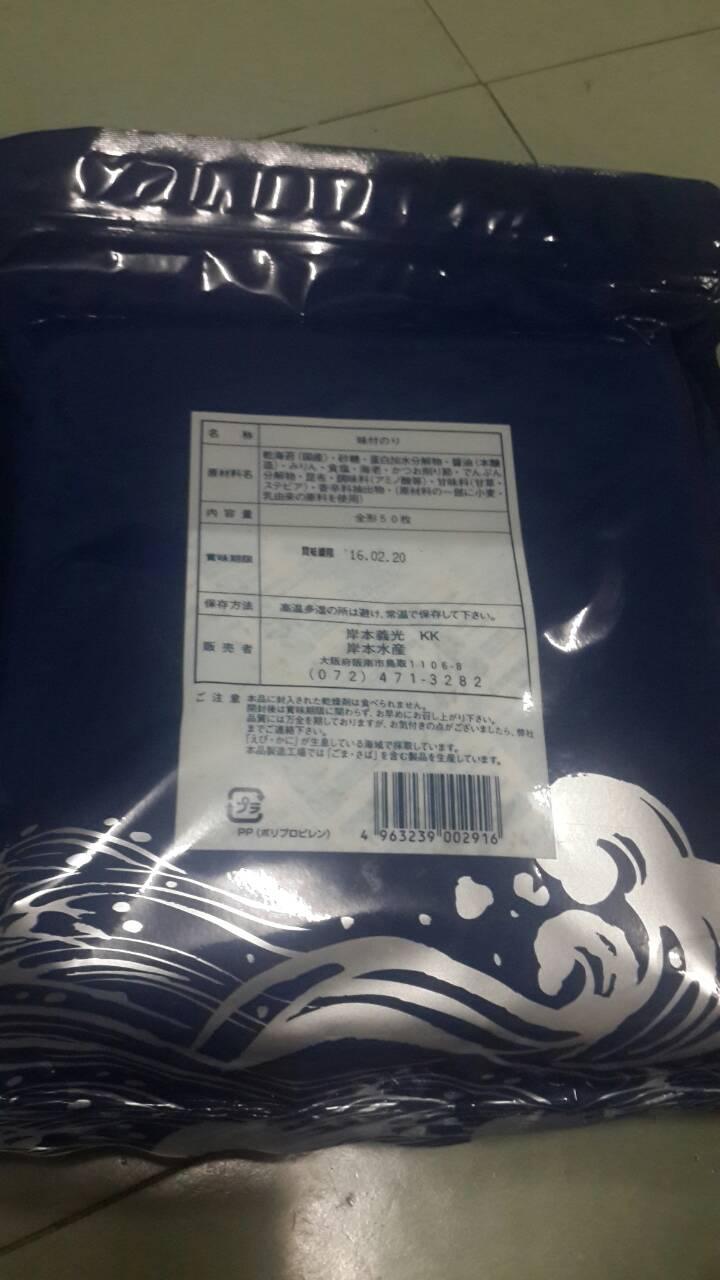 名称 味付のり
原材料名 乾海苔(国産)・砂糖・蛋白加水分解物・醤油(本醸
造)・みりん・食塩・海老・かつお削り節・でんぷん
分解物・昆布・調味料(アミノ酸等)・甘味料(甘草・
ステビア)・香辛料抽出物・(原材料の一部に小麦・
乳由来の原料を使用)
内容量 全形50枚
賞味期限 賞味期限 '16.02.20
保存方法 高温多湿の所は避け、常温で保存して下さい。
販売者 岸本義光 KK
岸本水産
大阪府阪南市鳥取1106-8
(072)471-3282
ご注意 本品に封入された乾燥剤は食べられません。
開封後は賞味期限に関わらず、お早めにお召し上がり下さい。
品質には万全を期しておりますが、お気付きの点がございましたら、弊社
までご連絡下さい。
「えび・かに」が生息している海域で採取しています。
本品製造工場では「ごま・さば」を含む製品を生産しています。
プラ
PP(ポリプロピレン)
4 963239 002916